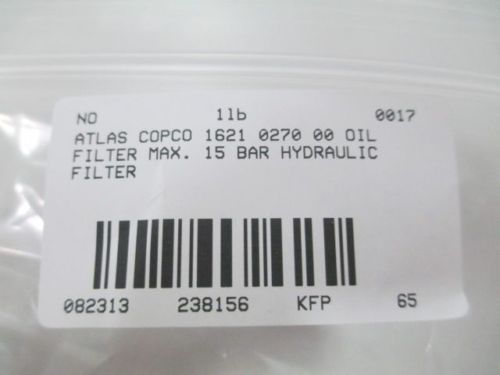 NO 1lb 0017
ATLAS COPCO 1621 0270 00 OIL
FILTER MAX. 15 BAR HYDRAULIC
FILTER
082313 238156 KFP 65